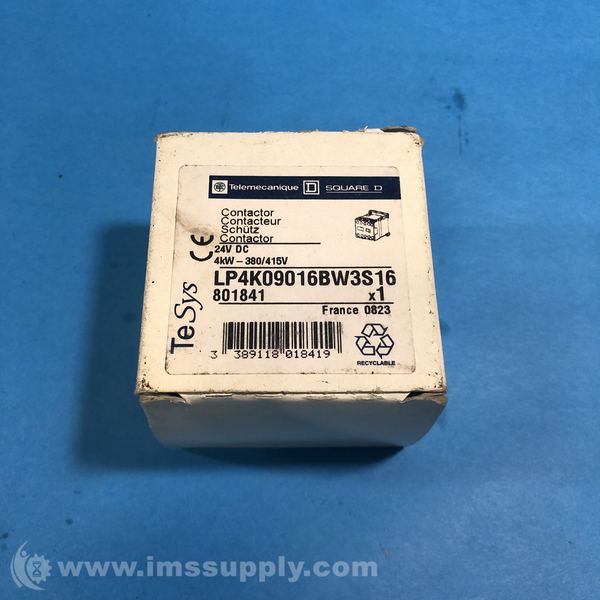 Telemecanique SQUARE D
Contactor
Contacteur
Schütz
Contactor
24V DC
4kW - 380/415V
LP4K09016BW3S16
801841 x1
France 0823
TeSys CE
3 389118 018419
RECYCLABLE
www.imssupply.com